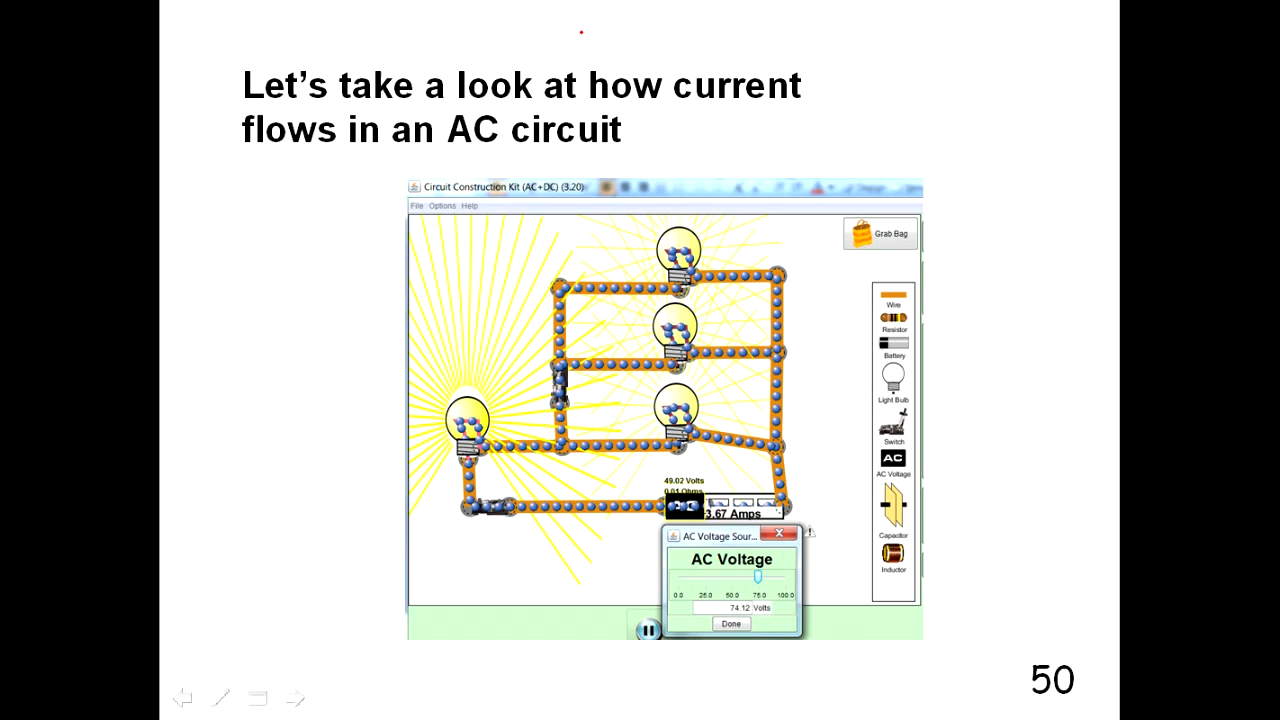 Let's take a look at how current
flows in an AC circuit
Circuit Construction Kit (AC+DC) (3.20)
File Options Help
Grab Bag
Wire
Resistor
Battery
Light Bulb
Switch
AC
AC Voltage
Capacitor
Inductor
49.02 Volts
0.01 Ohms
3.67 Amps
AC Voltage Sour...
AC Voltage
0.0 25.0 50.0 75.0 100.0
74.12 Volts
Done
50